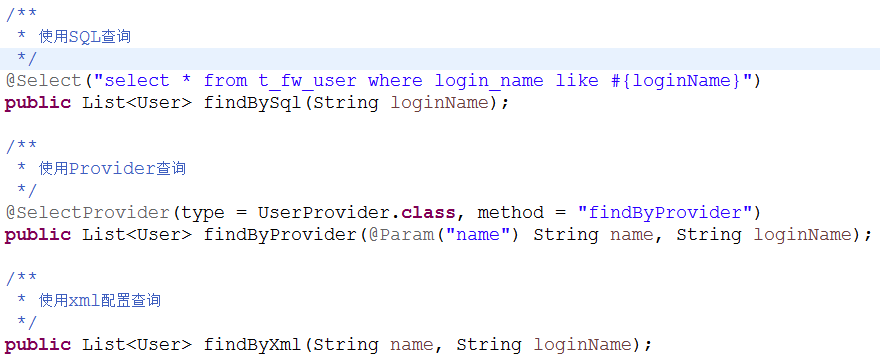 /**
 * 使用SQL查询
 */
@Select("select * from t_fw_user where login_name like #{loginName}")
public List<User> findBySql(String loginName);
/**
 * 使用Provider查询
 */
@SelectProvider(type = UserProvider.class, method = "findByProvider")
public List<User> findByProvider(@Param("name") String name, String loginName);
/**
 * 使用xml配置查询
 */
public List<User> findByXml(String name, String loginName);